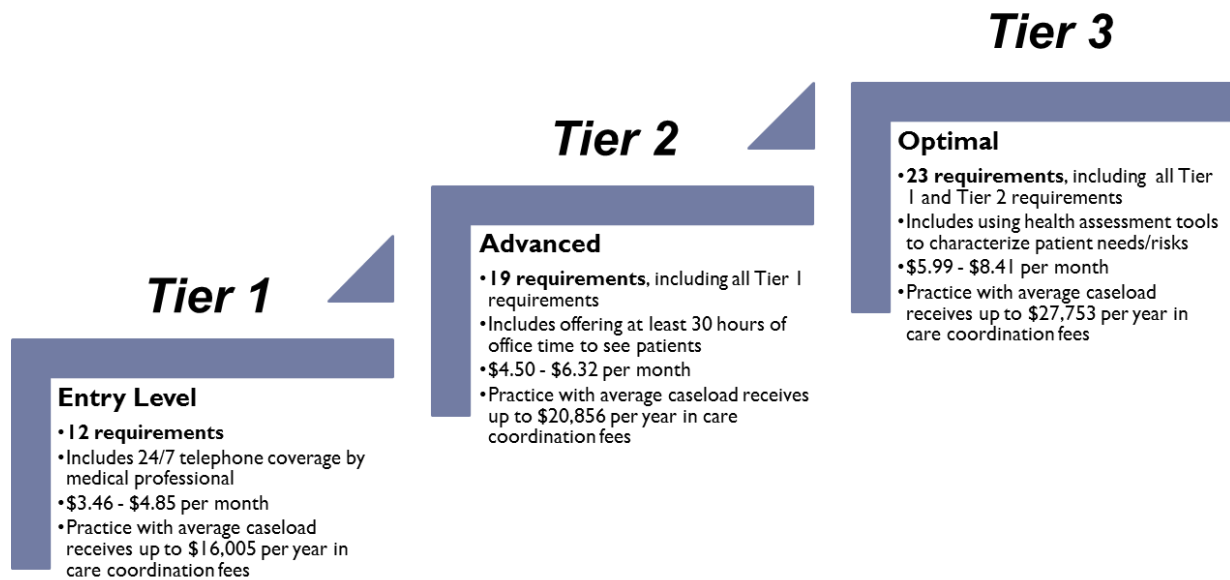 Tier 1
Entry Level
•12 requirements
•Includes 24/7 telephone coverage by
medical professional
•$3.46 - $4.85 per month
•Practice with average caseload
receives up to $16,005 per year in
care coordination fees
Tier 2
Advanced
•19 requirements, including all Tier 1
requirements
•Includes offering at least 30 hours of
office time to see patients
•$4.50 - $6.32 per month
•Practice with average caseload receives
up to $20,856 per year in care
coordination fees
Tier 3
Optimal
•23 requirements, including all Tier
1 and Tier 2 requirements
•Includes using health assessment tools
to characterize patient needs/risks
•$5.99 - $8.41 per month
•Practice with average caseload
receives up to $27,753 per year in
care coordination fees